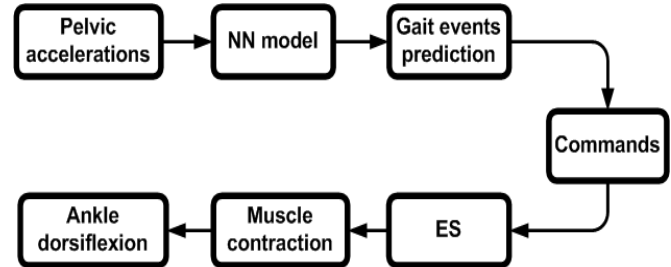 Pelvic
accelerations
NN model
Gait events
prediction
Commands
ES
Muscle
contraction
Ankle
dorsiflexion